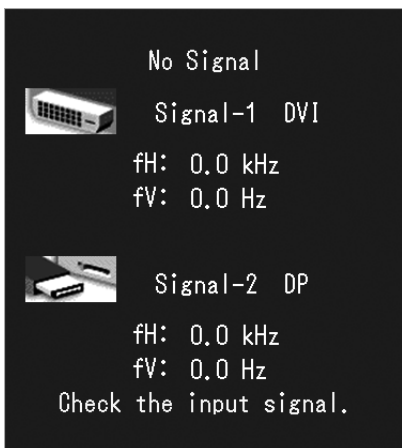 No Signal
Signal-1 DVI
fH: 0.0 kHz
fV: 0.0 Hz
Signal-2 DP
fH: 0.0 kHz
fV: 0.0 Hz
Check the input signal.